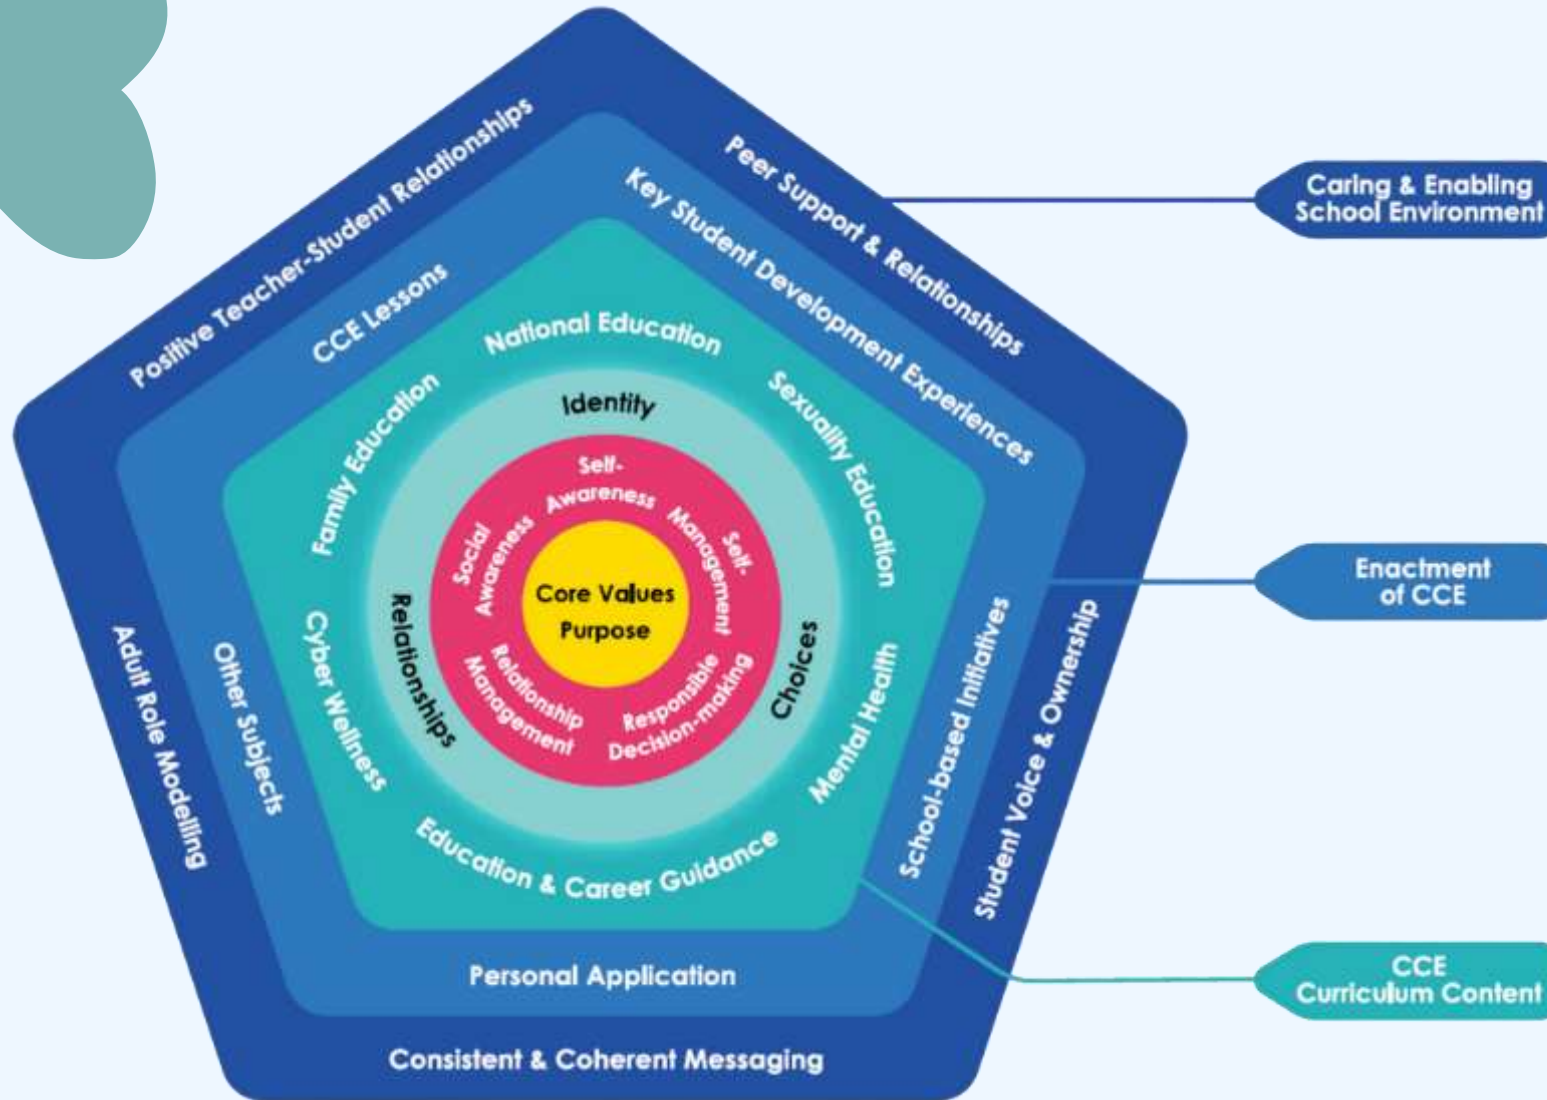 Positive Teacher-Student Relationships
Peer Support & Relationships
Student Voice & Ownership
Consistent & Coherent Messaging
Adult Role Modelling
CCE Lessons
Key Student Development Experiences
School-based Initiatives
Personal Application
Other Subjects
National Education
Sexuality Education
Mental Health
Education & Career Guidance
Cyber Wellness
Family Education
Identity
Choices
Relationships
Self-
Awareness
Self-
Management
Responsible
Decision-making
Relationship
Management
Social
Awareness
Core Values
Purpose
Caring & Enabling
School Environment
Enactment
of CCE
CCE
Curriculum Content